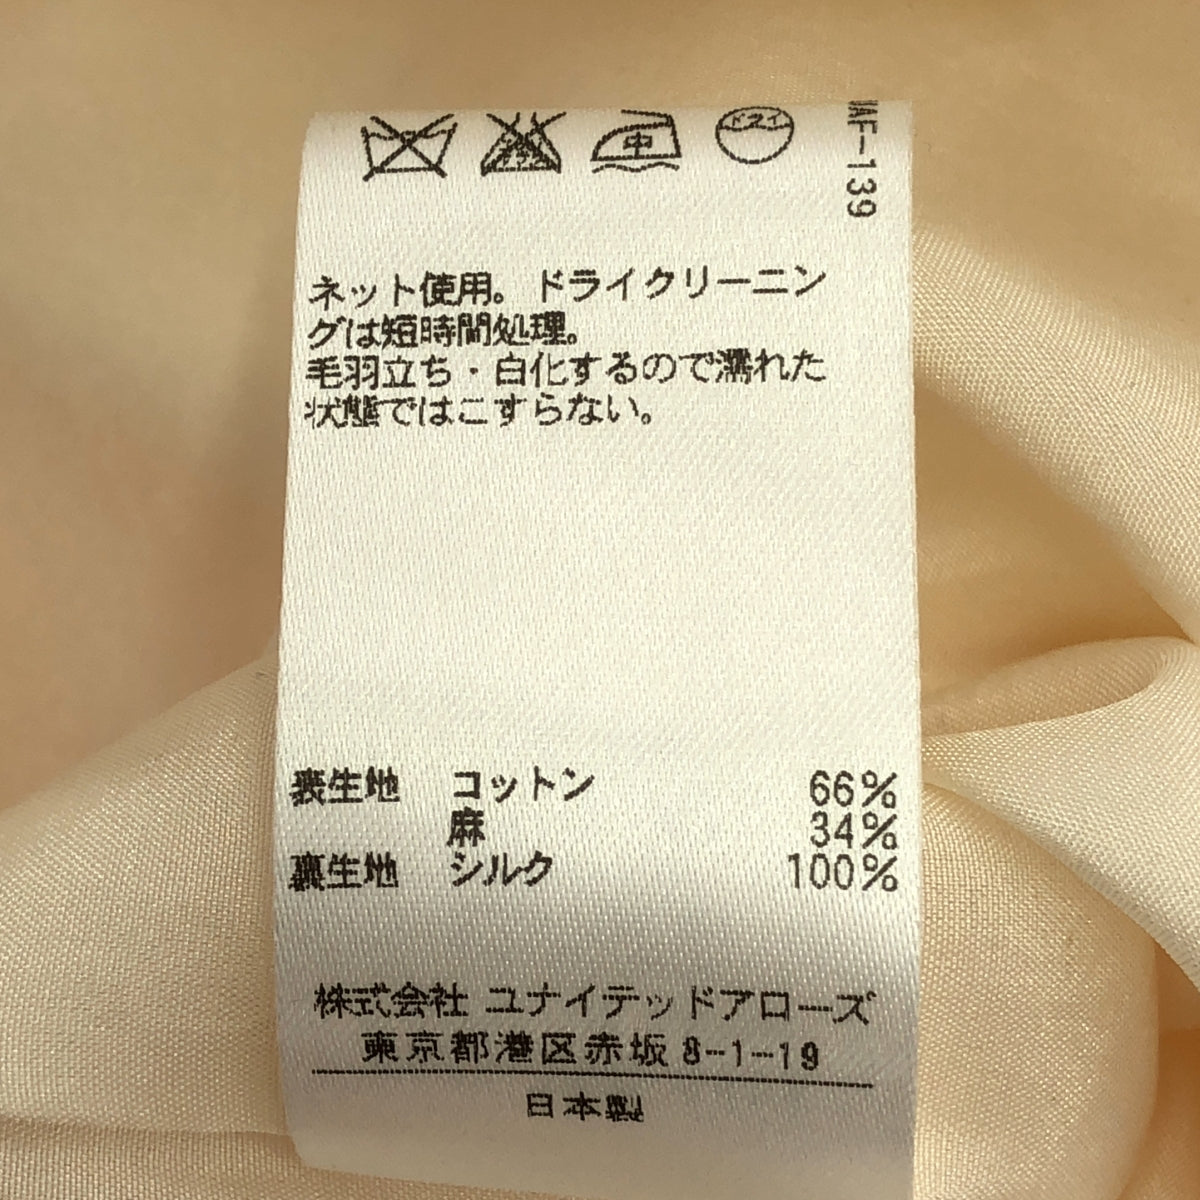 中
ドライ
ネット使用。ドライクリーニン
グは短時間処理。
毛羽立ち・白化するので濡れた
状態ではこすらない。
表生地 コットン 66%
麻 34%
裏生地 シルク 100%
株式会社 ユナイテッドアローズ
東京都港区赤坂8-1-19
日本製